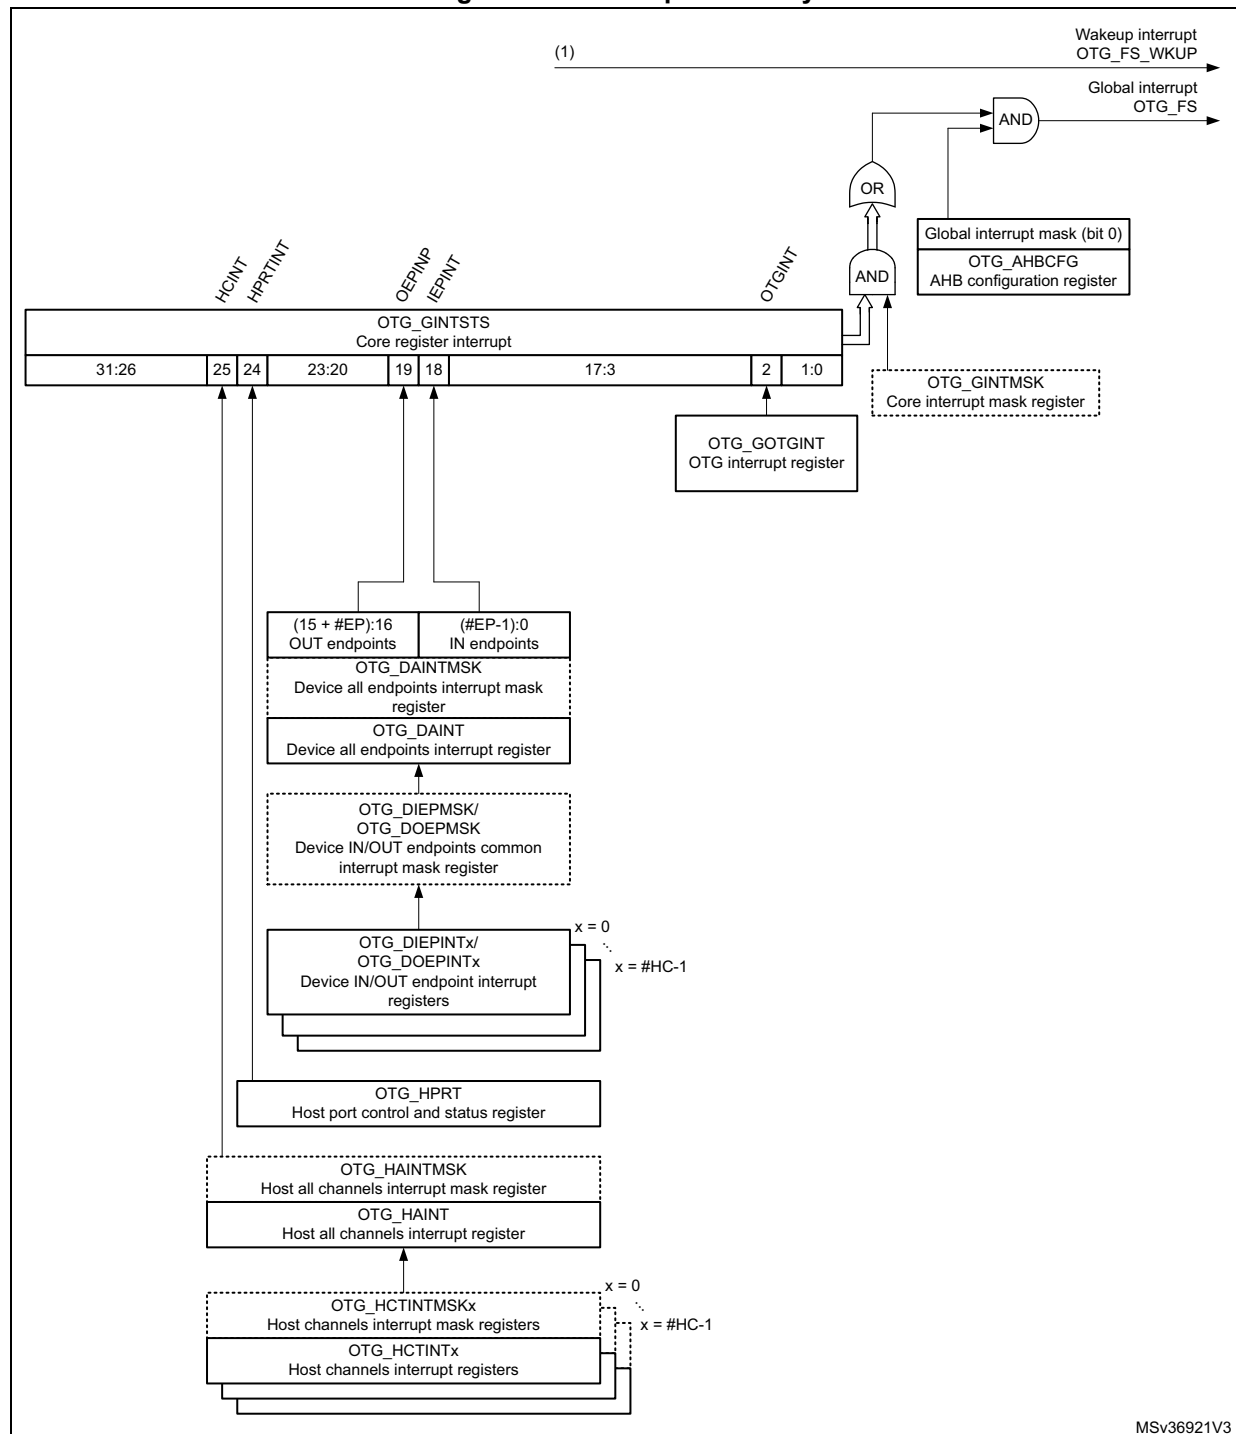 (1)
Wakeup interrupt
OTG_FS_WKUP
Global interrupt
OTG_FS
AND
OR
Global interrupt mask (bit 0)
OTG_AHBCFG
AHB configuration register
AND
HCINT
HPRTINT
OEPINP
IEPINT
OTGINT
OTG_GINTSTS
Core register interrupt
31:26
25
24
23:20
19
18
17:3
2
1:0
OTG_GINTMSK
Core interrupt mask register
OTG_GOTGINT
OTG interrupt register
(15 + #EP):16
OUT endpoints
(#EP-1):0
IN endpoints
OTG_DAINTMSK
Device all endpoints interrupt mask
register
OTG_DAINT
Device all endpoints interrupt register
OTG_DIEPMSK/
OTG_DOEPMSK
Device IN/OUT endpoints common
interrupt mask register
x = 0
OTG_DIEPINTx/
OTG_DOEPINTx
Device IN/OUT endpoint interrupt
registers
x = #HC-1
OTG_HPRT
Host port control and status register
OTG_HAINTMSK
Host all channels interrupt mask register
OTG_HAINT
Host all channels interrupt register
x = 0
OTG_HCTINTMSKx
Host channels interrupt mask registers
x = #HC-1
OTG_HCTINTx
Host channels interrupt registers
MSv36921V3